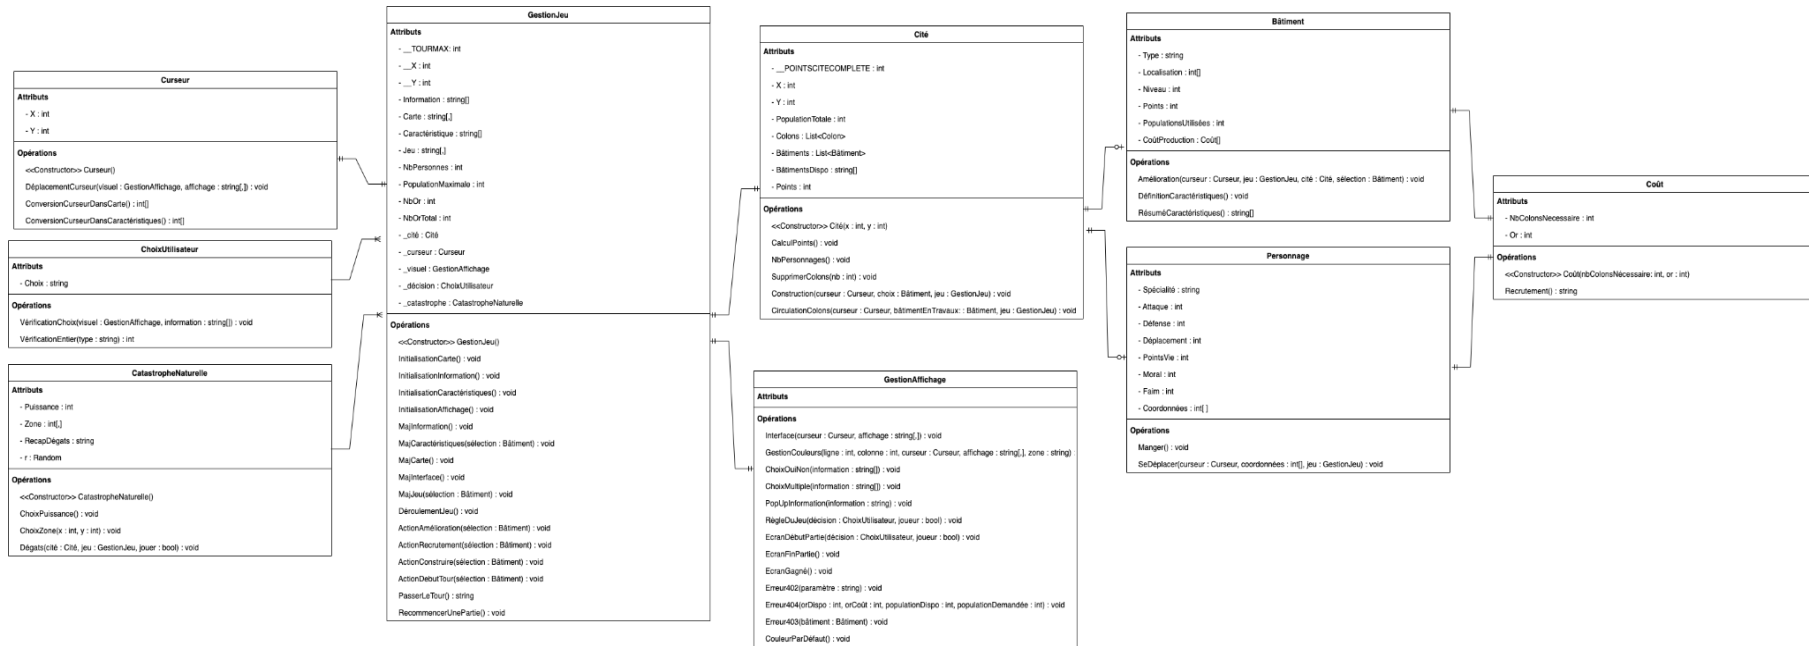 Curseur
Attributs
- X : int
- Y : int
Opérations
<<Constructor>> Curseur()
DéplacementCurseur(visuel : GestionAffichage, affichage : string[,]) : void
ConversionCurseurDansCarte() : int[]
ConversionCurseurDansCaractéristiques() : int[]
ChoixUtilisateur
Attributs
- Choix : string
Opérations
VérificationChoix(visuel : GestionAffichage, information : string[]) : void
VérificationEntier(type : string) : int
CatastropheNaturelle
Attributs
- Puissance : int
- Zone : int[,]
- RecapDégats : string
- r : Random
Opérations
<<Constructor>> CatastropheNaturelle()
ChoixPuissance() : void
ChoixZone(x : int, y : int) : void
Dégats(cité : Cité, jeu : GestionJeu, jouer : bool) : void
GestionJeu
Attributs
- __TOURMAX: int
- __X : int
- __Y : int
- Information : string[]
- Carte : string[,]
- Caractéristique : string[]
- Jeu : string[,]
- NbPersonnes : int
- PopulationMaximale : int
- NbOr : int
- NbOrTotal : int
- _cité : Cité
- _curseur : Curseur
- _visuel : GestionAffichage
- _décision : ChoixUtilisateur
- _catastrophe : CatastropheNaturelle
Opérations
<<Constructor>> GestionJeu()
InitialisationCarte() : void
InitialisationInformation() : void
InitialisationCaractéristiques() : void
InitialisationAffichage() : void
MajInformation() : void
MajCaractéristiques(sélection : Bâtiment) : void
MajCarte() : void
MajInterface() : void
MajJeu(sélection : Bâtiment) : void
DéroulementJeu() : void
ActionAmélioration(sélection : Bâtiment) : void
ActionRecrutement(sélection : Bâtiment) : void
ActionConstruire(sélection : Bâtiment) : void
ActionDebutTour(sélection : Bâtiment) : void
PasserLeTour() : string
RecommencerUnePartie() : void
Cité
Attributs
- __POINTSCITECOMPLETE : int
- X : int
- Y : int
- PopulationTotale : int
- Colons : List<Colon>
- Bâtiments : List<Bâtiment>
- BâtimentsDispo : string[]
- Points : int
Opérations
<<Constructor>> Cité(x : int, y : int)
CalculPoints() : void
NbPersonnages() : void
SupprimerColons(nb : int) : void
Construction(curseur : Curseur, choix : Bâtiment, jeu : GestionJeu) : void
CirculationColons(curseur : Curseur, bâtimentEnTravaux: : Bâtiment, jeu : GestionJeu) : void
GestionAffichage
Attributs
Opérations
Interface(curseur : Curseur, affichage : string[,]) : void
GestionCouleurs(ligne : int, colonne : int, curseur : Curseur, affichage : string[,], zone : string)
ChoixOuiNon(information : string[]) : void
ChoixMultiple(information : string[]) : void
PopUpInformation(information : string) : void
RègleDuJeu(décision : ChoixUtilisateur, joueur : bool) : void
EcranDébutPartie(décision : ChoixUtilisateur, joueur : bool) : void
EcranFinPartie() : void
EcranGagné() : void
Erreur402(paramètre : string) : void
Erreur404(orDispo : int, orCoût : int, populationDispo : int, populationDemandée : int) : void
Erreur403(bâtiment : Bâtiment) : void
CouleurParDéfaut() : void
Bâtiment
Attributs
- Type : string
- Localisation : int[]
- Niveau : int
- Points : int
- PopulationsUtilisées : int
- CoûtProduction : Coût[]
Opérations
Amélioration(curseur : Curseur, jeu : GestionJeu, cité : Cité, sélection : Bâtiment) : void
DéfinitionCaractéristiques() : void
RésuméCaractéristiques() : string[]
Personnage
Attributs
- Spécialité : string
- Attaque : int
- Défense : int
- Déplacement : int
- PointsVie : int
- Moral : int
- Faim : int
- Coordonnées : int[ ]
Opérations
Manger() : void
SeDéplacer(curseur : Curseur, coordonnées : int[], jeu : GestionJeu) : void
Coût
Attributs
- NbColonsNecessaire : int
- Or : int
Opérations
<<Constructor>> Coût(nbColonsNécessaire: int, or : int)
Recrutement() : string